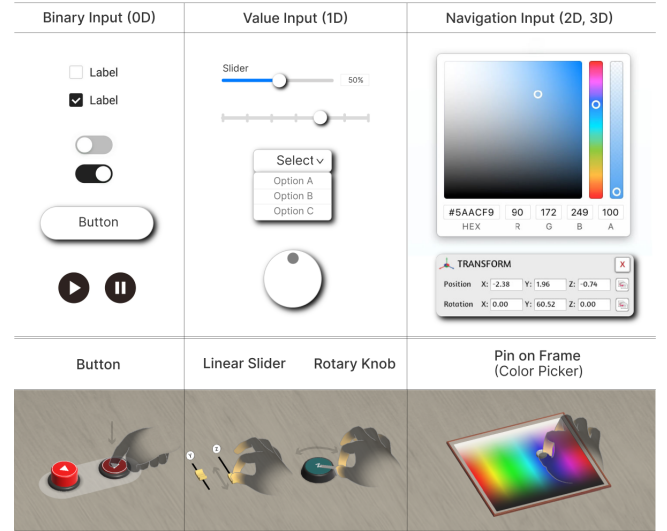 Binary Input (0D)
Value Input (1D)
Navigation Input (2D, 3D)
Label
Label
Button
Slider
50%
Select
Option A
Option B
Option C
#5AACF9 90 172 249 100
HEX R G B A
TRANSFORM X
Position X: -2.38 Y: 1.96 Z: -0.74
Rotation X: 0.00 Y: 60.52 Z: 0.00
Button
Linear Slider
Rotary Knob
Pin on Frame
(Color Picker)
Y
Z